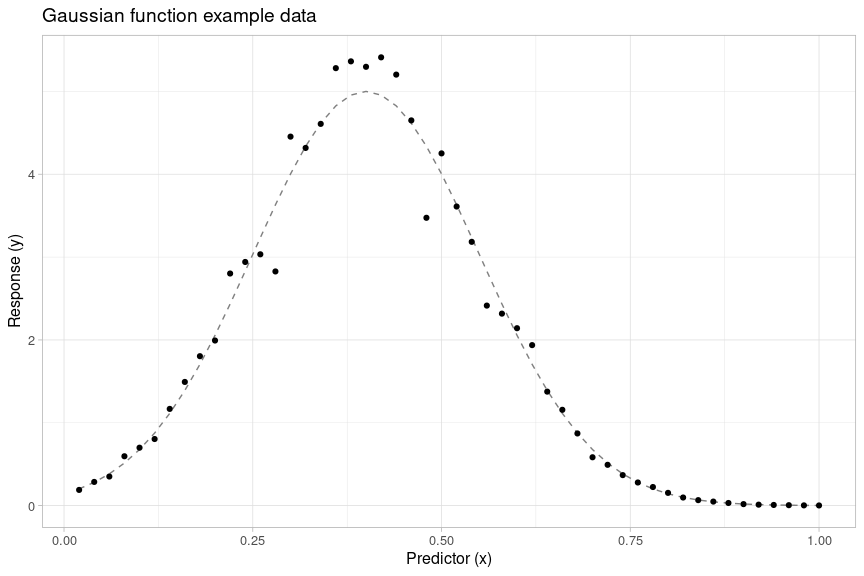 Gaussian function example data
Response (y)
4
2
0
0.00 0.25 0.50 0.75 1.00
Predictor (x)